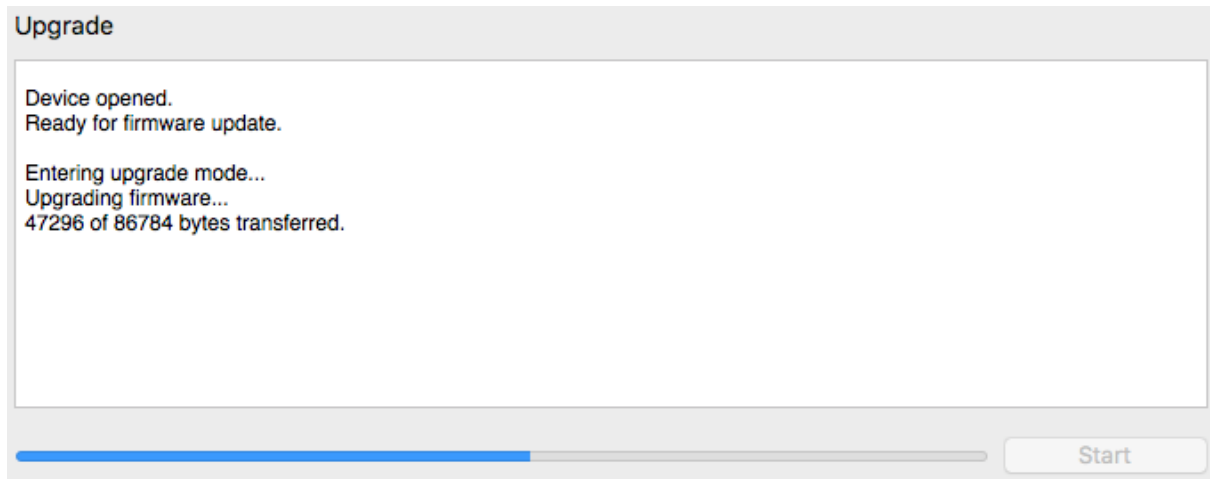 Upgrade
Device opened.
Ready for firmware update.
Entering upgrade mode...
Upgrading firmware...
47296 of 86784 bytes transferred.
Start